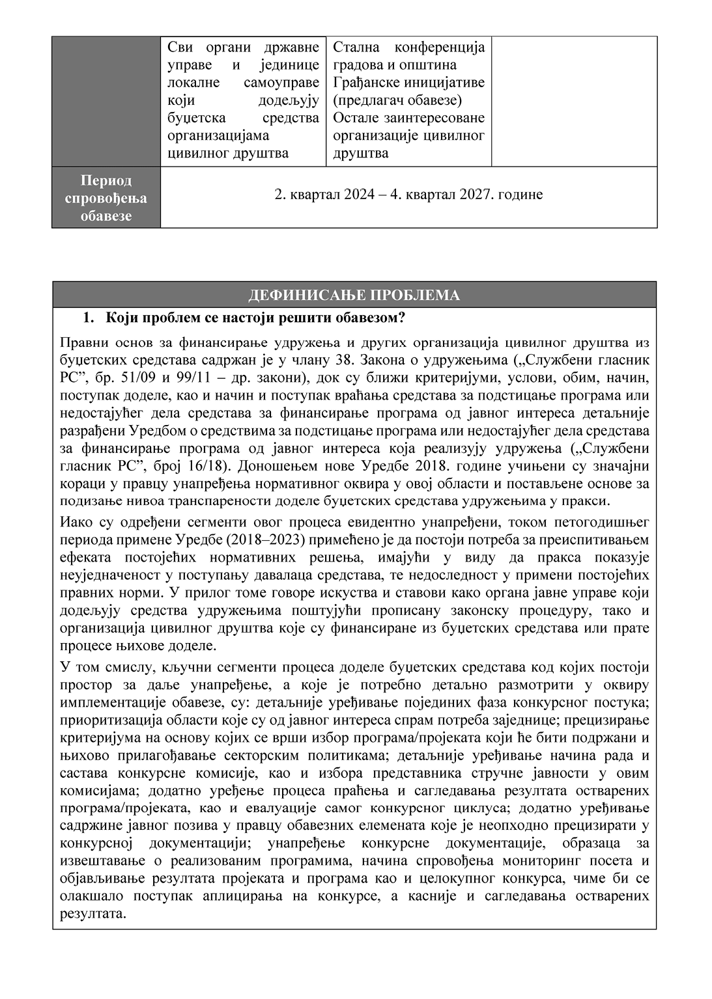 Сви органи државне
управе и јединице
локалне самоуправе
који додељују
буџетска средства
организацијама
цивилног друштва
Стална конференција
градова и општина
Грађанске иницијативе
(предлагач обавезе)
Остале заинтересоване
организације цивилног
друштва
Период
спровођења
обавезе
2. квартал 2024 – 4. квартал 2027. године
ДЕФИНИСАЊЕ ПРОБЛЕМА
1. Који проблем се настоји решити обавезом?
Правни основ за финансирање удружења и других организација цивилног друштва из
буџетских средстава садржан је у члану 38. Закона о удружењима („Службени гласник
РС”, бр. 51/09 и 99/11 – др. закони), док су ближи критеријуми, услови, обим, начин,
поступак доделе, као и начин и поступак враћања средстава за подстицање програма или
недостајућег дела средстава за финансирање програма од јавног интереса детаљније
разрађени Уредбом о средствима за подстицање програма или недостајућег дела средстава
за финансирање програма од јавног интереса која реализују удружења („Службени
гласник РС”, број 16/18). Доношењем нове Уредбе 2018. године учињени су значајни
кораци у правцу унапређења нормативног оквира у овој области и постављене основе за
подизање нивоа транспарености доделе буџетских средстава удружењима у пракси.
Иако су одређени сегменти овог процеса евидентно унапређени, током петогодишњег
периода примене Уредбе (2018–2023) примећено је да постоји потреба за преиспитивањем
ефеката постојећих нормативних решења, имајући у виду да пракса показује
неуједначеност у поступању давалаца средстава, те недоследност у примени постојећих
правних норми. У прилог томе говоре искуства и ставови како органа јавне управе који
додељују средства удружењима поштујући прописану законску процедуру, тако и
организација цивилног друштва које су финансиране из буџетских средстава или прате
процесе њихове доделе.
У том смислу, кључни сегменти процеса доделе буџетских средстава код којих постоји
простор за даље унапређење, а које је потребно детаљно размотрити у оквиру
имплементације обавезе, су: детаљније уређивање појединих фаза конкурсног постука;
приоритизација области које су од јавног интереса спрам потреба заједнице; прецизирање
критеријума на основу којих се врши избор програма/пројеката који ће бити подржани и
њихово прилагођавање секторским политикама; детаљније уређивање начина рада и
састава конкурсне комисије, као и избора представника стручне јавности у овим
комисијама; додатно уређење процеса праћења и сагледавања резултата остварених
програма/пројеката, као и евалуације самог конкурсног циклуса; додатно уређивање
садржине јавног позива у правцу обавезних елемената које је неопходно прецизирати у
конкурсној документацији; унапређење конкурсне документације, образаца за
извештавање о реализованим програмима, начина спровођења мониторинг посета и
објављивање резултата пројеката и програма као и целокупног конкурса, чиме би се
олакшало поступак аплицирања на конкурсе, а касније и сагледавања остварених
резултата.